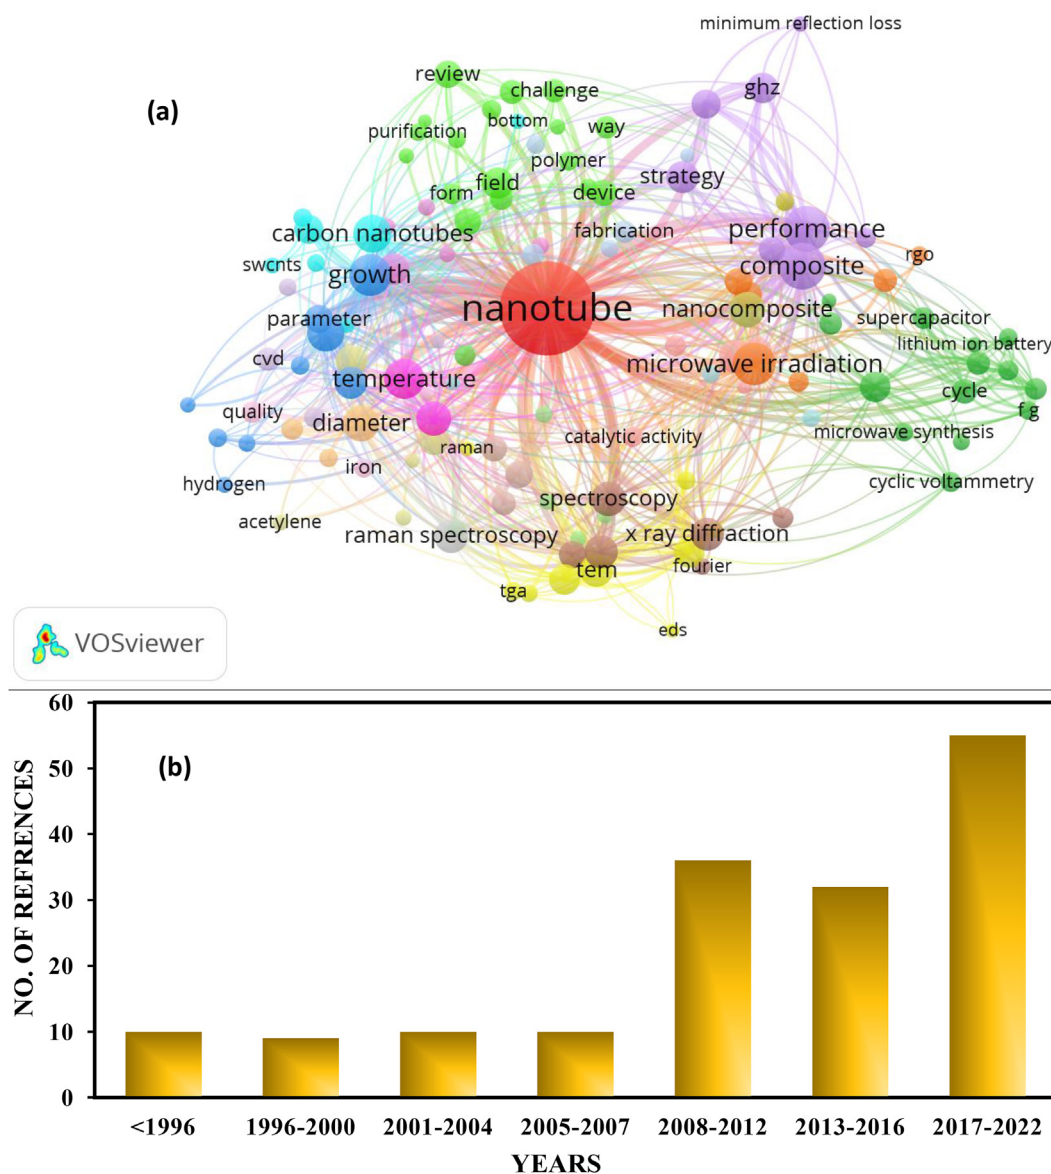 minimum reflection loss
review
ghz
challenge
(a)
bottom
purification
way
polymer
strategy
form
field
device
carbon nanotubes
fabrication
performance
swcnts
growth
composite
rgo
nanotube
parameter
nanocomposite
supercapacitor
cvd
lithium ion battery
temperature
microwave irradiation
cycle
quality
diameter
f g
raman
catalytic activity
microwave synthesis
iron
hydrogen
cyclic voltammetry
spectroscopy
acetylene
raman spectroscopy
x ray diffraction
tem
fourier
tga
eds
VOSviewer
60
50
40
30
20
10
0
NO. OF REFRENCES
(b)
<1996 1996-2000 2001-2004 2005-2007 2008-2012 2013-2016 2017-2022
YEARS